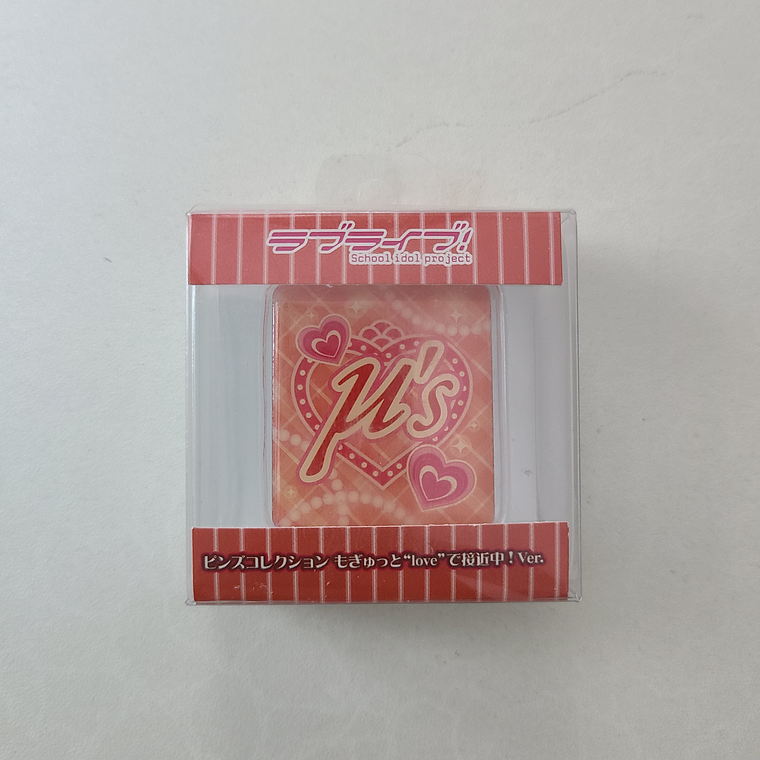 ラブライブ!
School idol project
μ's
ピンズコレクション もぎゅっと“love”で接近中！Ver.